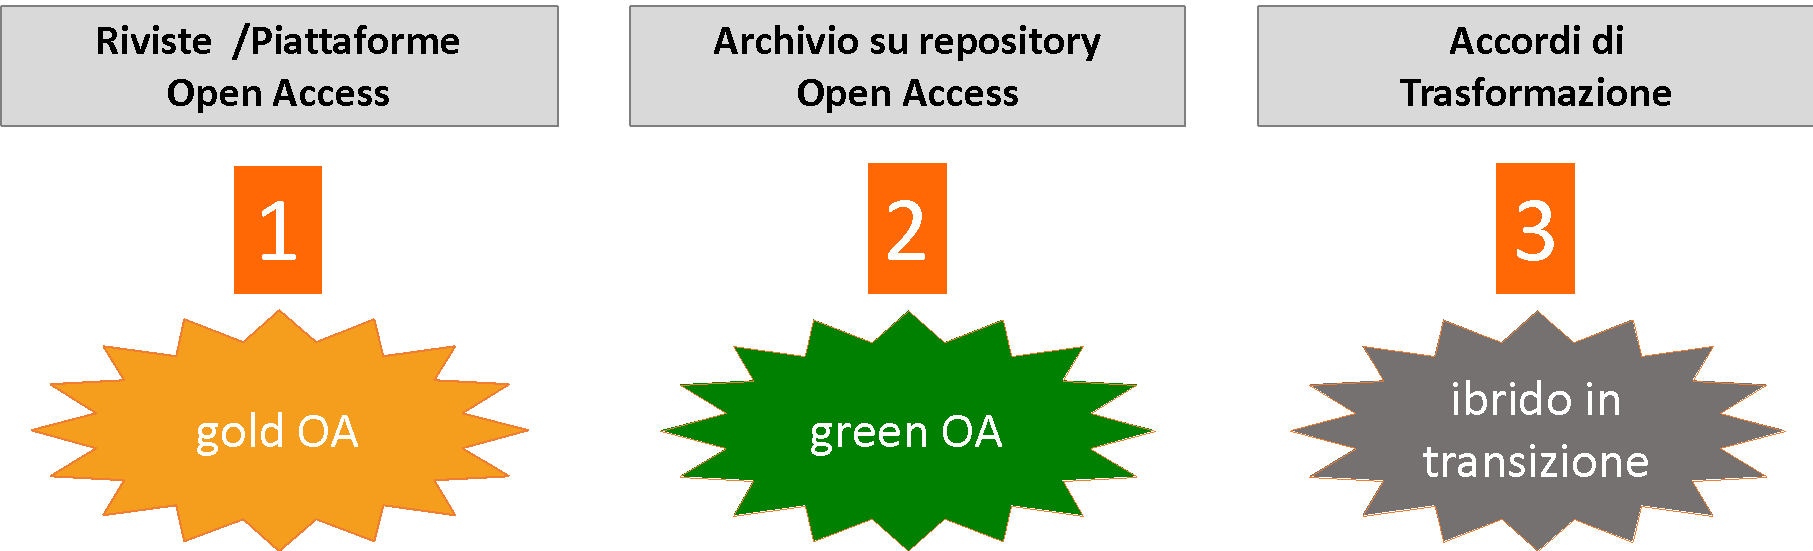 Riviste  /Piattaforme
Open Access
1
gold OA
Archivio su repository
Open Access
2
green OA
Accordi di
Trasformazione
3
ibrido in
transizione